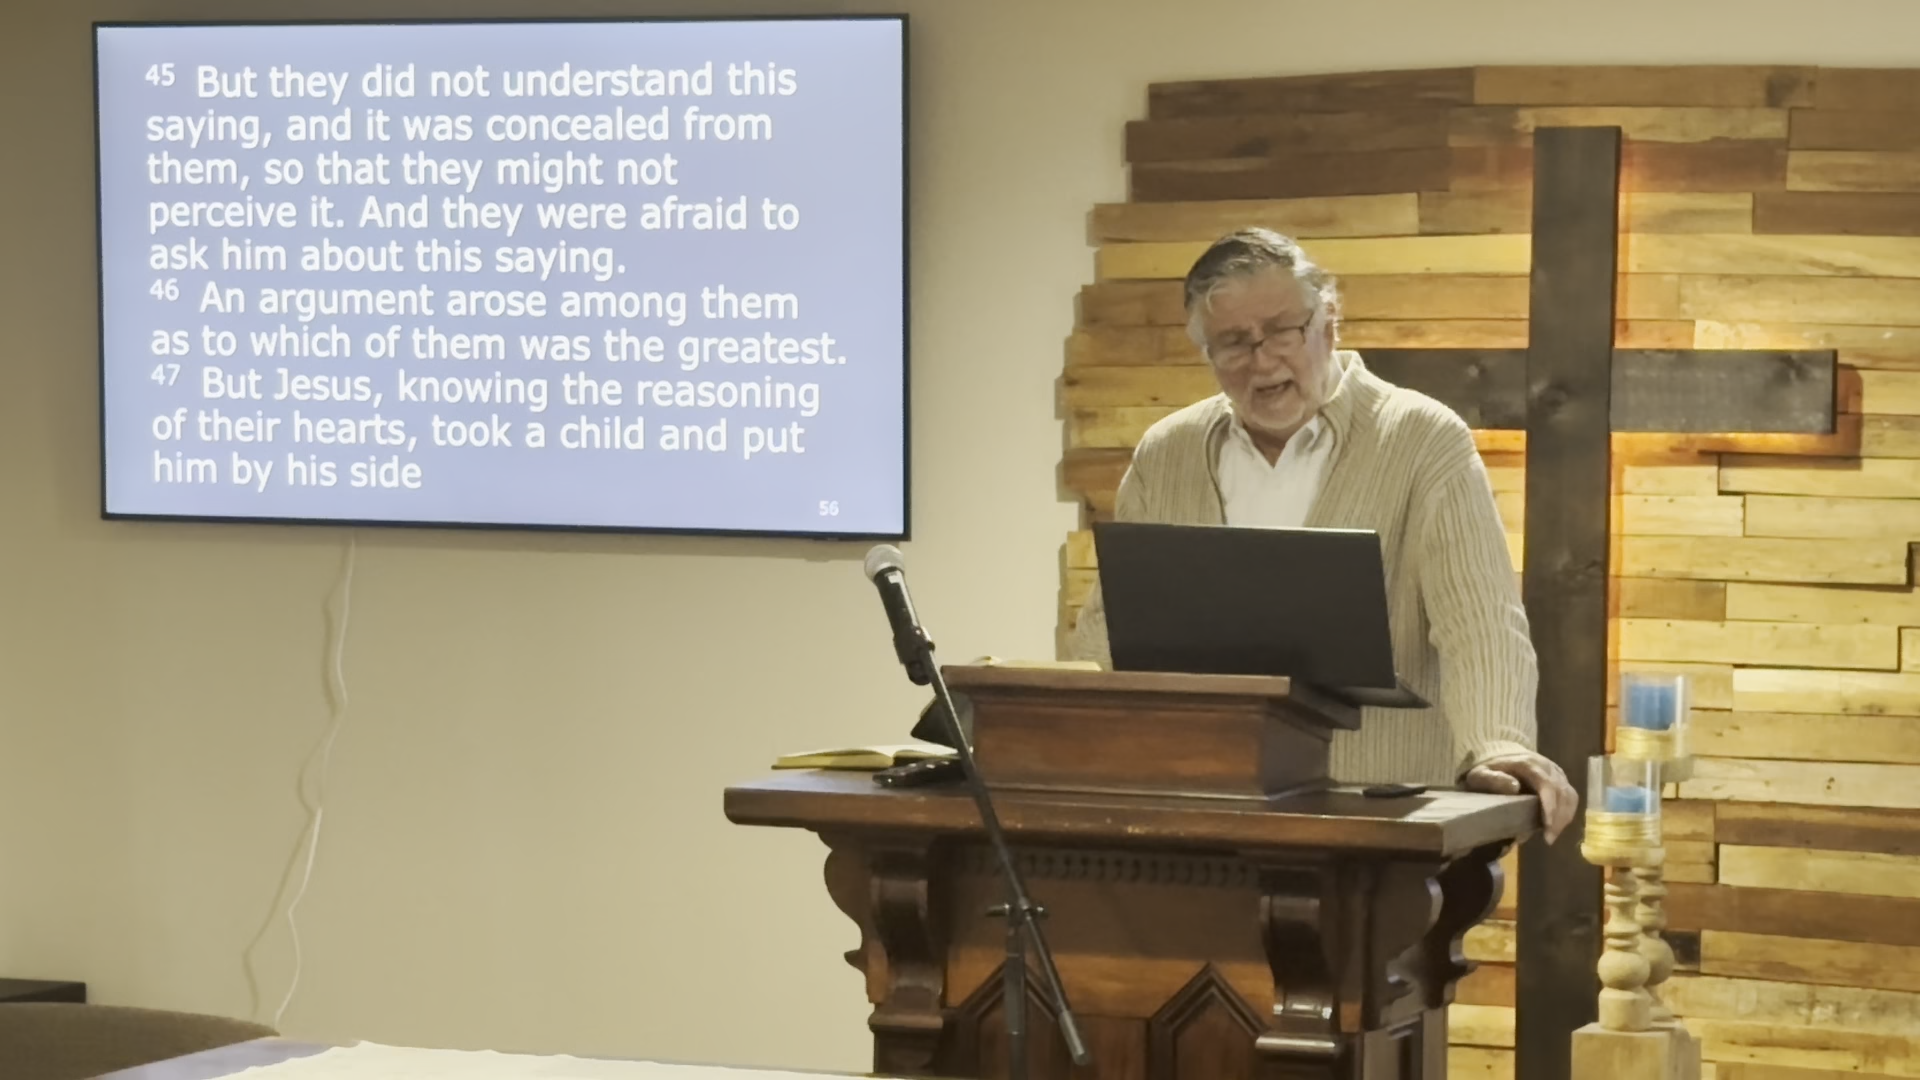 45 But they did not understand this
saying, and it was concealed from
them, so that they might not
perceive it. And they were afraid to
ask him about this saying.
46 An argument arose among them
as to which of them was the greatest.
47 But Jesus, knowing the reasoning
of their hearts, took a child and put
him by his side
56